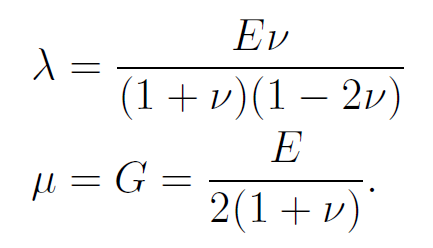 λ = Eν / (1 + ν)(1 − 2ν)
μ = G = E / 2(1 + ν).